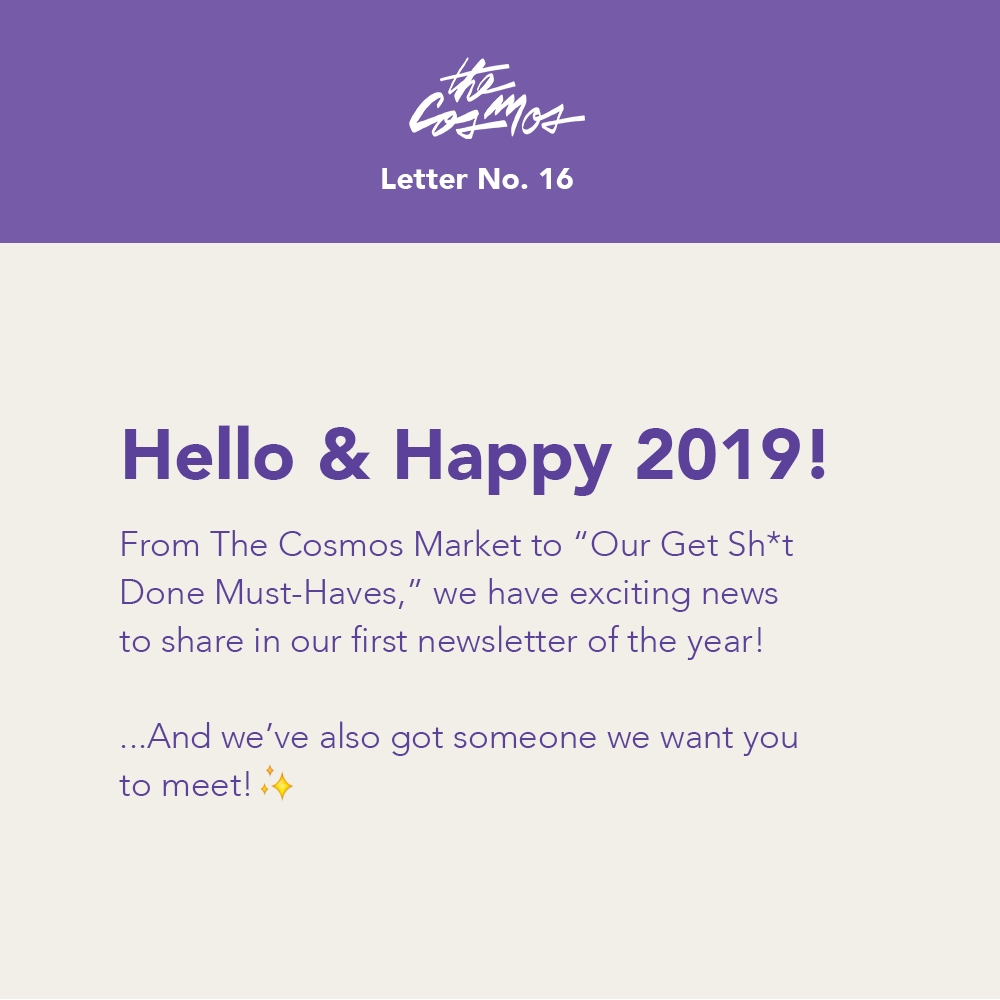 the
Cosmos
Letter No. 16
Hello & Happy 2019!
From The Cosmos Market to “Our Get Sh*t
Done Must-Haves,” we have exciting news
to share in our first newsletter of the year!
...And we’ve also got someone we want you
to meet!✨